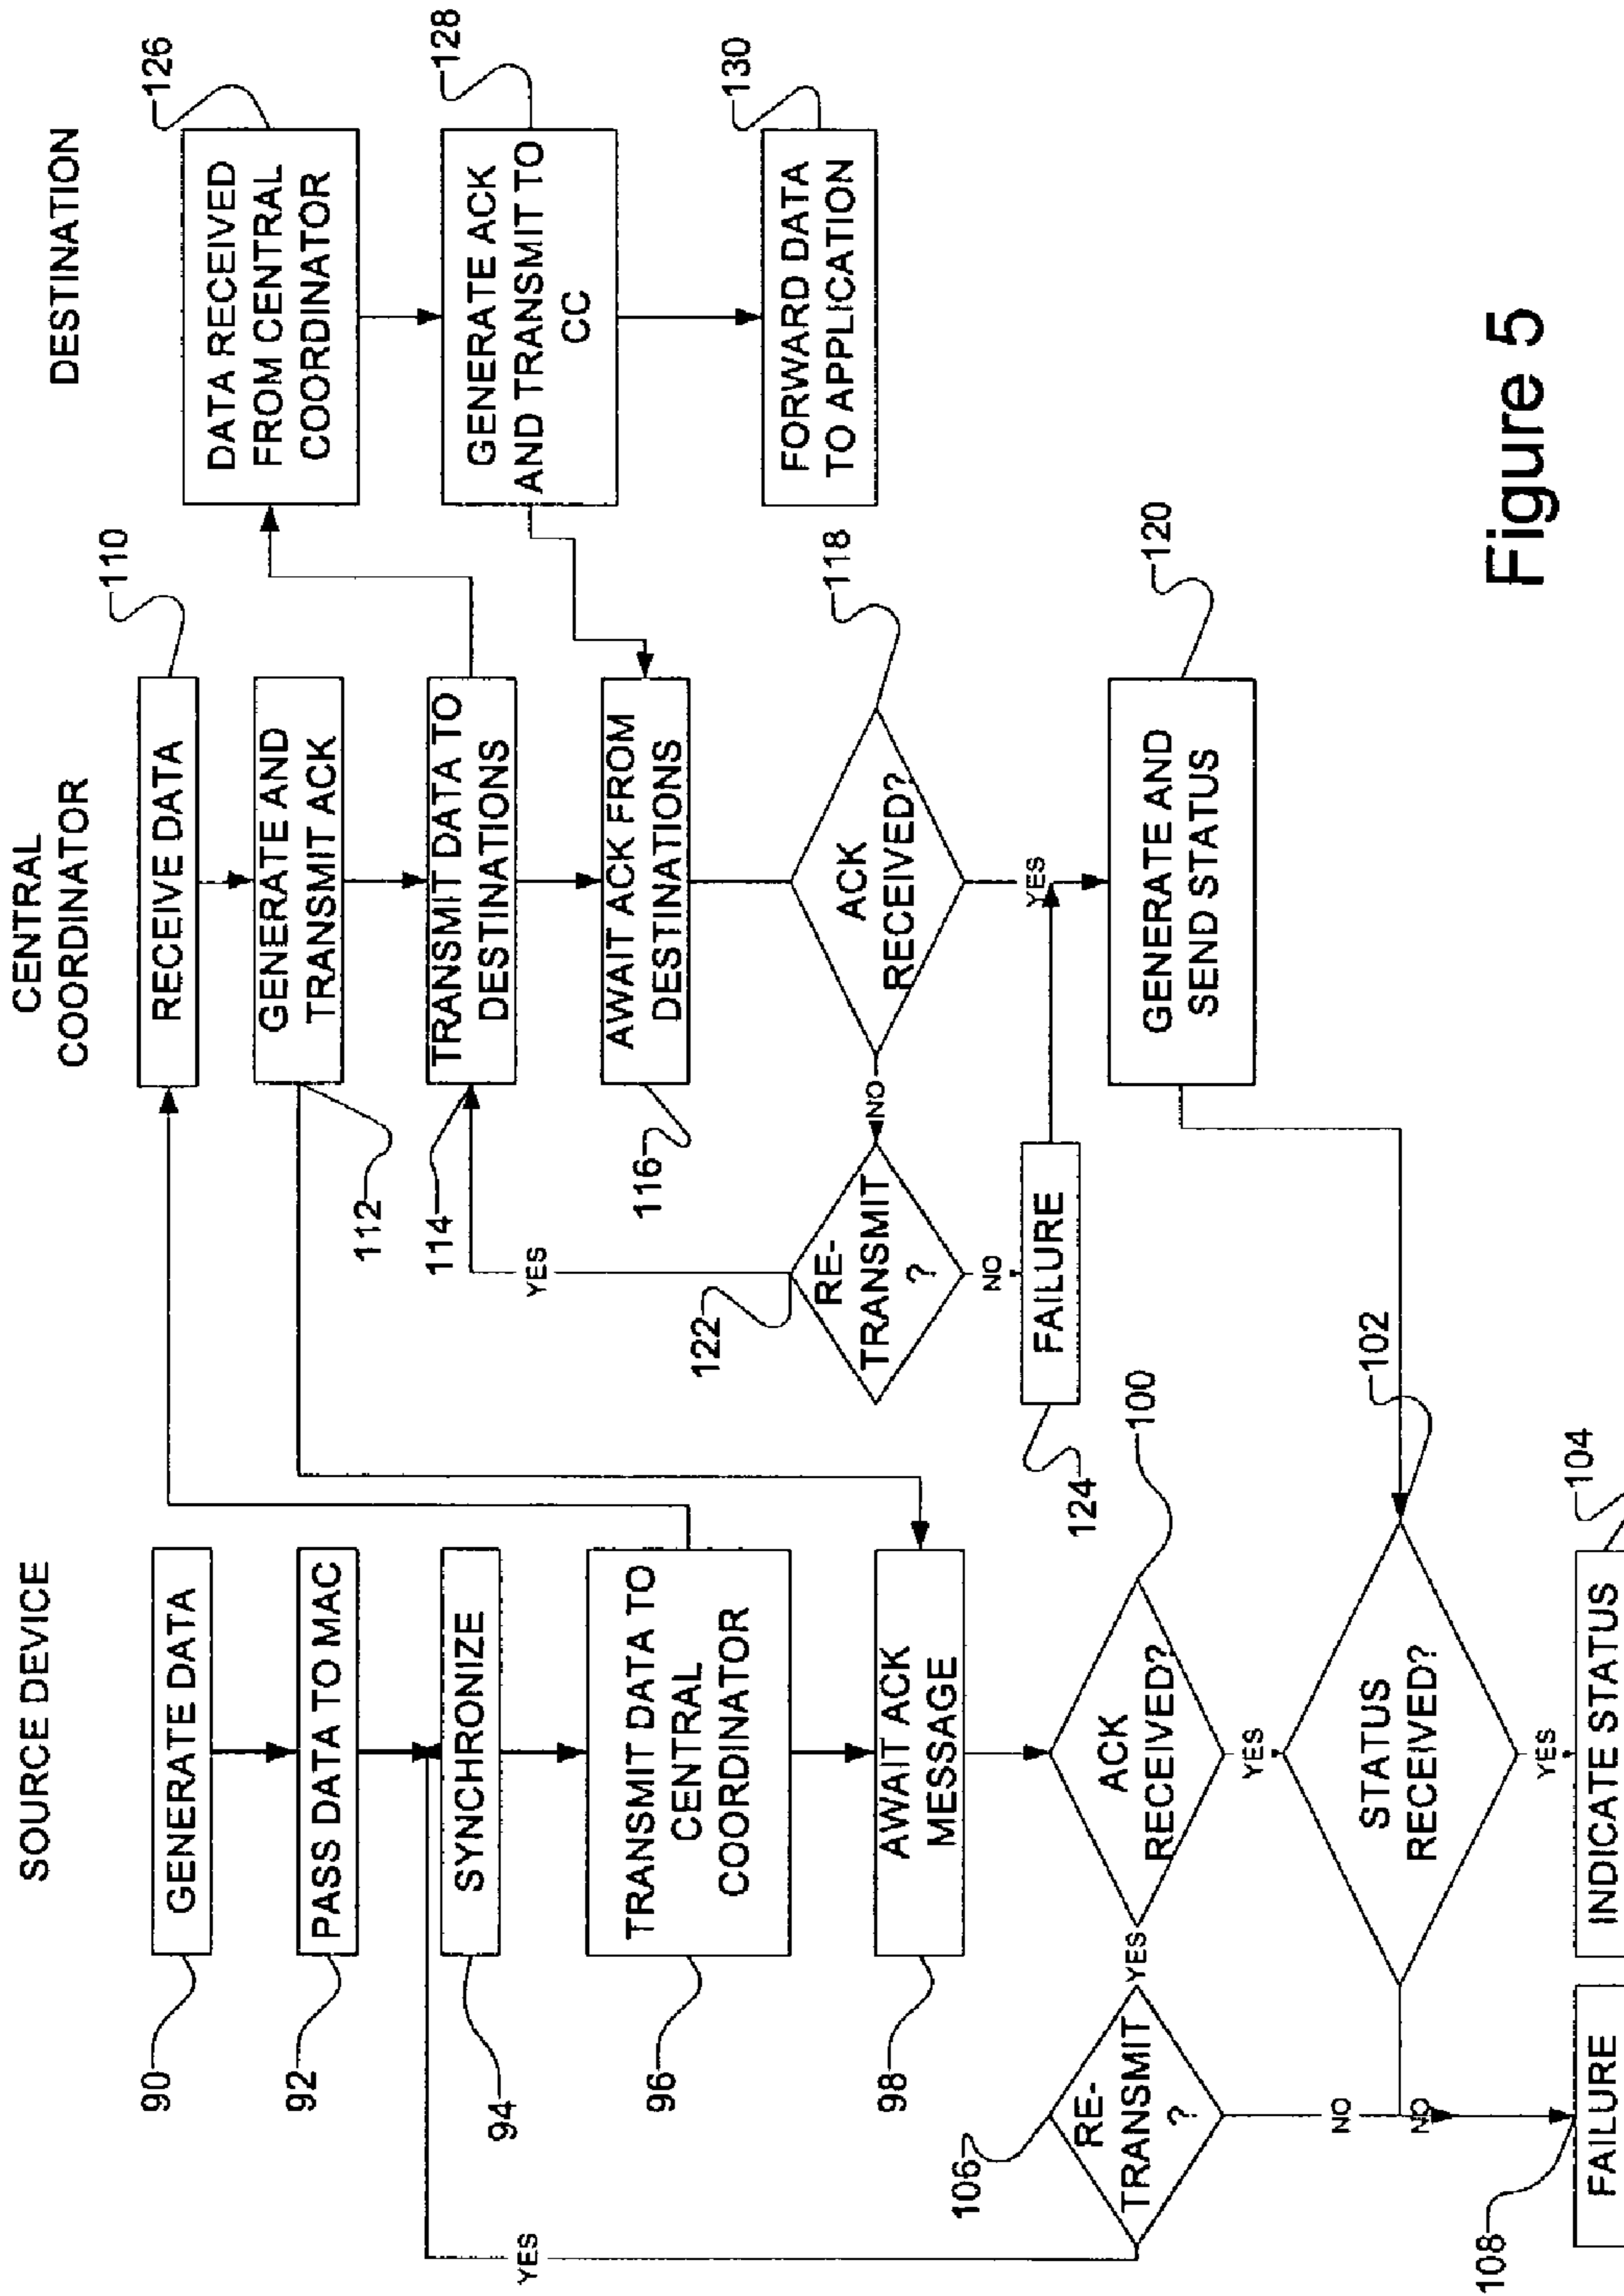 SOURCE DEVICE
90
GENERATE DATA
92
PASS DATA TO MAC
94
SYNCHRONIZE
96
TRANSMIT DATA TO
CENTRAL
COORDINATOR
98
AWAIT ACK
MESSAGE
100
ACK
RECEIVED?
YES
YES
106
RE-
TRANSMIT
?
YES
NO
102
STATUS
RECEIVED?
NO
YES
104
INDICATE STATUS
108
FAILURE
CENTRAL
COORDINATOR
110
RECEIVE DATA
112
GENERATE AND
TRANSMIT ACK
114
TRANSMIT DATA TO
DESTINATIONS
116
AWAIT ACK FROM
DESTINATIONS
118
ACK
RECEIVED?
NO
YES
122
RE-
TRANSMIT
?
YES
NO
124
FAILURE
120
GENERATE AND
SEND STATUS
DESTINATION
126
DATA RECEIVED
FROM CENTRAL
COORDINATOR
128
GENERATE ACK
AND TRANSMIT TO
CC
130
FORWARD DATA
TO APPLICATION
Figure 5